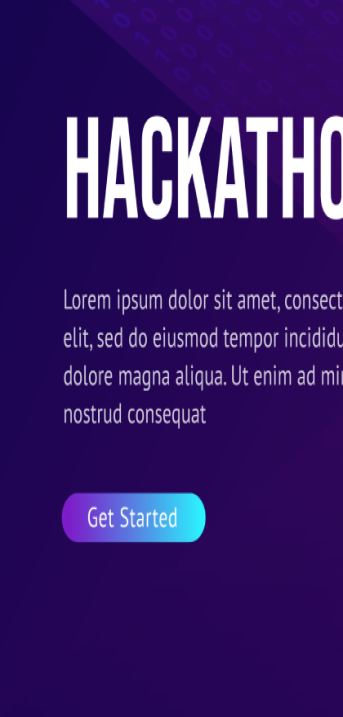 HACKATHO
Lorem ipsum dolor sit amet, consect
elit, sed do eiusmod tempor incididu
dolore magna aliqua. Ut enim ad mi
nostrud consequat
Get Started